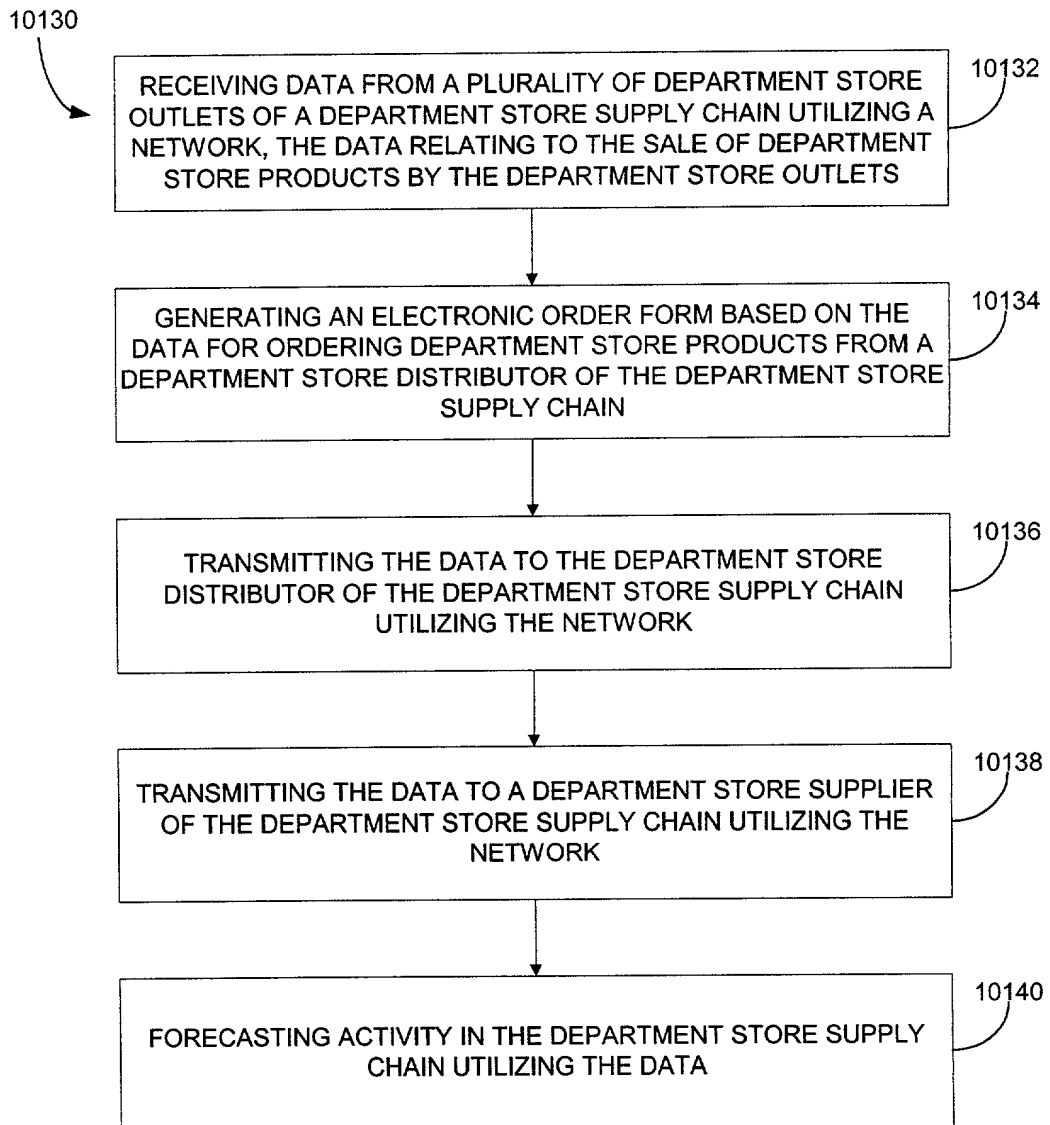 10130
RECEIVING DATA FROM A PLURALITY OF DEPARTMENT STORE
OUTLETS OF A DEPARTMENT STORE SUPPLY CHAIN UTILIZING A
NETWORK, THE DATA RELATING TO THE SALE OF DEPARTMENT
STORE PRODUCTS BY THE DEPARTMENT STORE OUTLETS
10132
GENERATING AN ELECTRONIC ORDER FORM BASED ON THE
DATA FOR ORDERING DEPARTMENT STORE PRODUCTS FROM A
DEPARTMENT STORE DISTRIBUTOR OF THE DEPARTMENT STORE
SUPPLY CHAIN
10134
TRANSMITTING THE DATA TO THE DEPARTMENT STORE
DISTRIBUTOR OF THE DEPARTMENT STORE SUPPLY CHAIN
UTILIZING THE NETWORK
10136
TRANSMITTING THE DATA TO A DEPARTMENT STORE SUPPLIER
OF THE DEPARTMENT STORE SUPPLY CHAIN UTILIZING THE
NETWORK
10138
FORECASTING ACTIVITY IN THE DEPARTMENT STORE SUPPLY
CHAIN UTILIZING THE DATA
10140